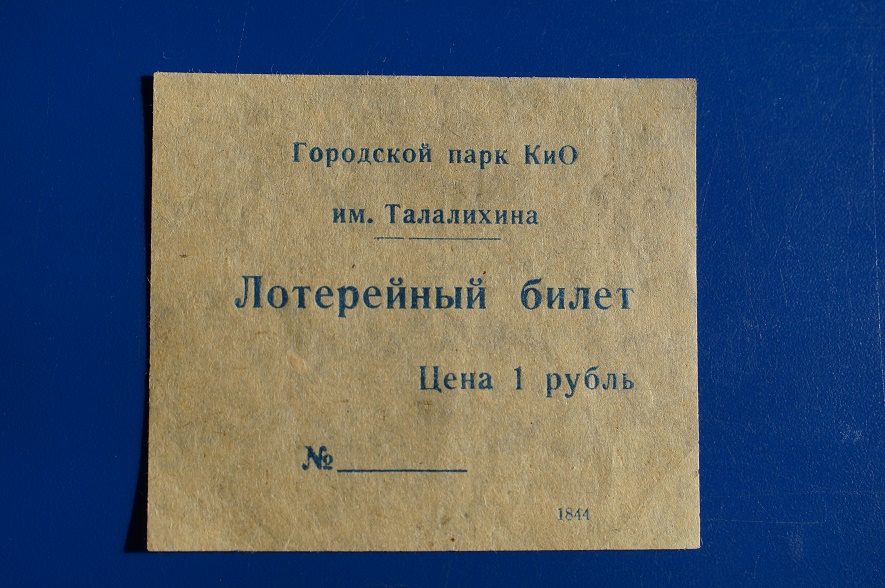 Городской парк КиО
им. Талалихина
Лотерейный билет
Цена 1 рубль
№
1844